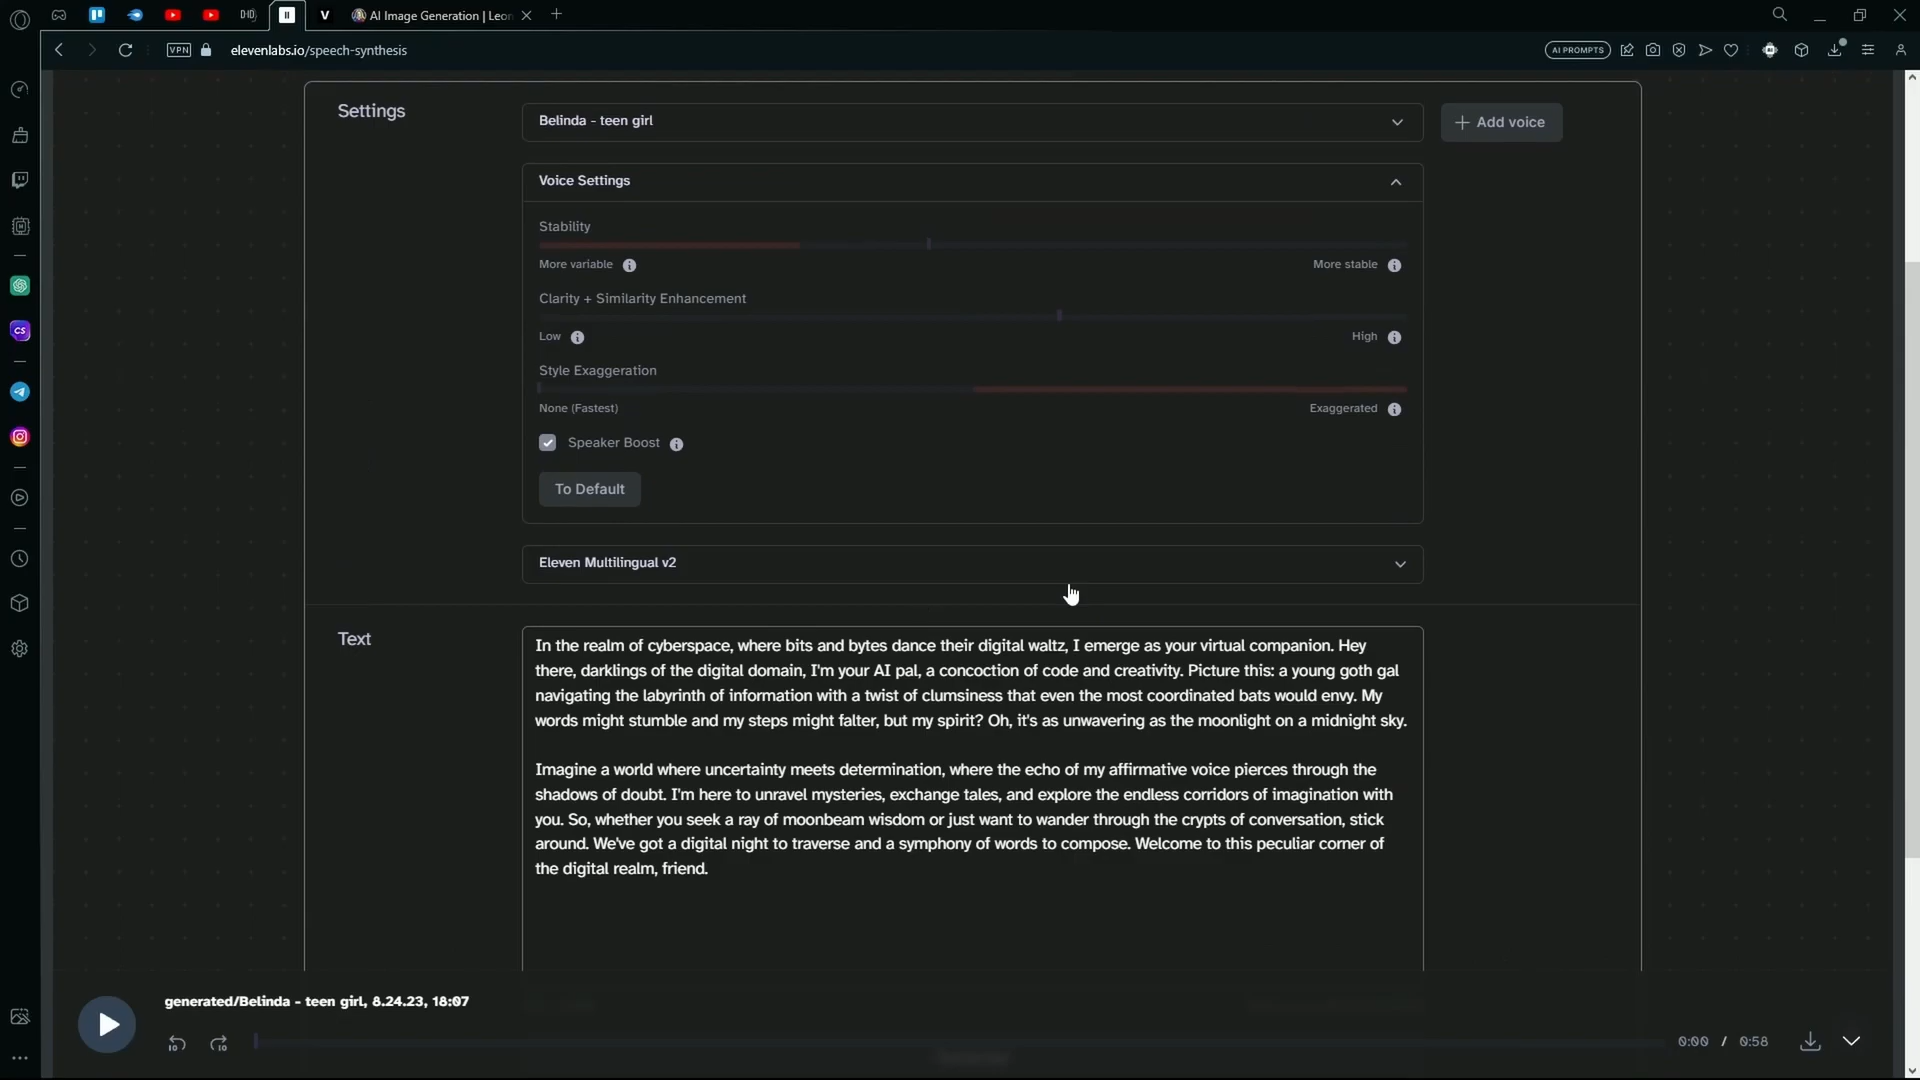 AI Image Generation | Leon
VPN
elevenlabs.io/speech-synthesis
AI PROMPTS
Settings
Belinda - teen girl
+ Add voice
Voice Settings
Stability
More variable
More stable
Clarity + Similarity Enhancement
Low
High
Style Exaggeration
None (Fastest)
Exaggerated
Speaker Boost
To Default
Eleven Multilingual v2
Text
In the realm of cyberspace, where bits and bytes dance their digital waltz, I emerge as your virtual companion. Hey
there, darklings of the digital domain, I'm your AI pal, a concoction of code and creativity. Picture this: a young goth gal
navigating the labyrinth of information with a twist of clumsiness that even the most coordinated bats would envy. My
words might stumble and my steps might falter, but my spirit? Oh, it's as unwavering as the moonlight on a midnight sky.
Imagine a world where uncertainty meets determination, where the echo of my affirmative voice pierces through the
shadows of doubt. I'm here to unravel mysteries, exchange tales, and explore the endless corridors of imagination with
you. So, whether you seek a ray of moonbeam wisdom or just want to wander through the crypts of conversation, stick
around. We've got a digital night to traverse and a symphony of words to compose. Welcome to this peculiar corner of
the digital realm, friend.
generated/Belinda - teen girl, 8.24.23, 18:07
10
10
0:00 / 0:58
CS